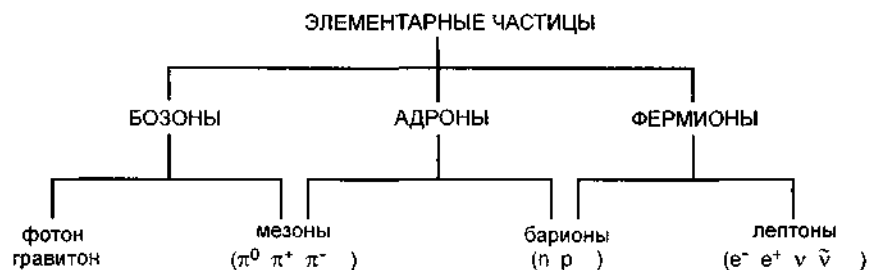 ЭЛЕМЕНТАРНЫЕ ЧАСТИЦЫ
БОЗОНЫ АДРОНЫ ФЕРМИОНЫ
фотон мезоны барионы лептоны
гравитон (π⁰ π⁺ π⁻ ) (n p ) (e⁻ e⁺ ν ν̃ )